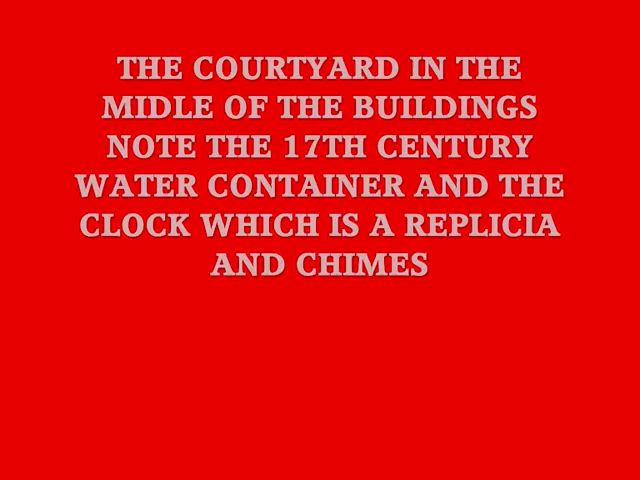 THE COURTYARD IN THE
MIDLE OF THE BUILDINGS
NOTE THE 17TH CENTURY
WATER CONTAINER AND THE
CLOCK WHICH IS A REPLICIA
AND CHIMES